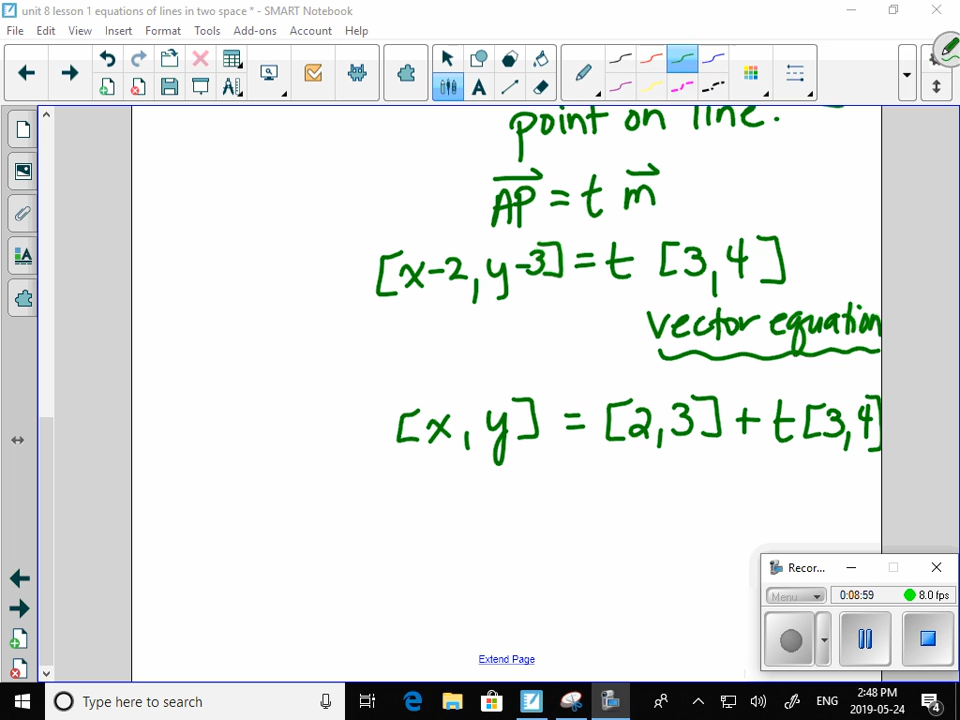 unit 8 lesson 1 equations of lines in two space * - SMART Notebook
File Edit View Insert Format Tools Add-ons Account Help
point on line.
AP = t m
[x-2, y-3] = t [3, 4]
vector equation
[x, y] = [2, 3] + t[3, 4]
Recor...
Menu 0:08:59 8.0 fps
Extend Page
Type here to search
ENG
2:48 PM
2019-05-24
4